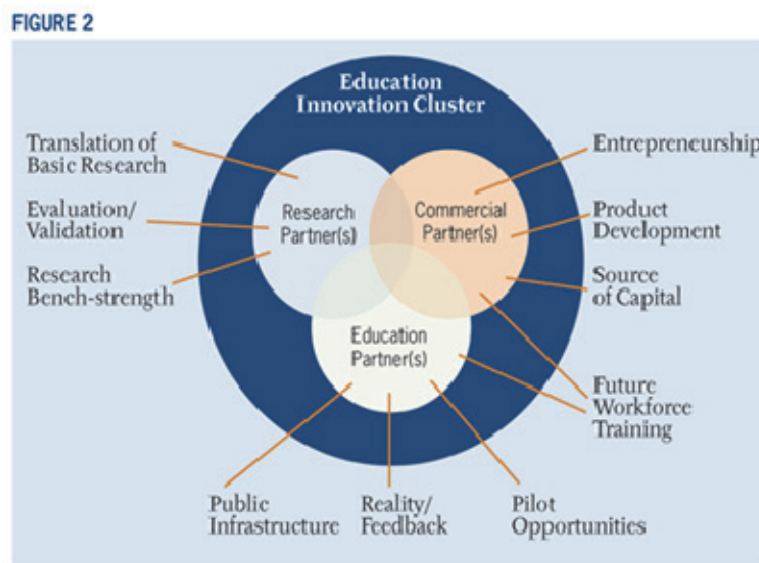 FIGURE 2
Education
Innovation Cluster
Translation of
Basic Research
Evaluation/
Validation
Research
Bench-strength
Research
Partner(s)
Commercial
Partner(s)
Education
Partner(s)
Entrepreneurship
Product
Development
Source
of Capital
Future
Workforce
Training
Public
Infrastructure
Reality/
Feedback
Pilot
Opportunities